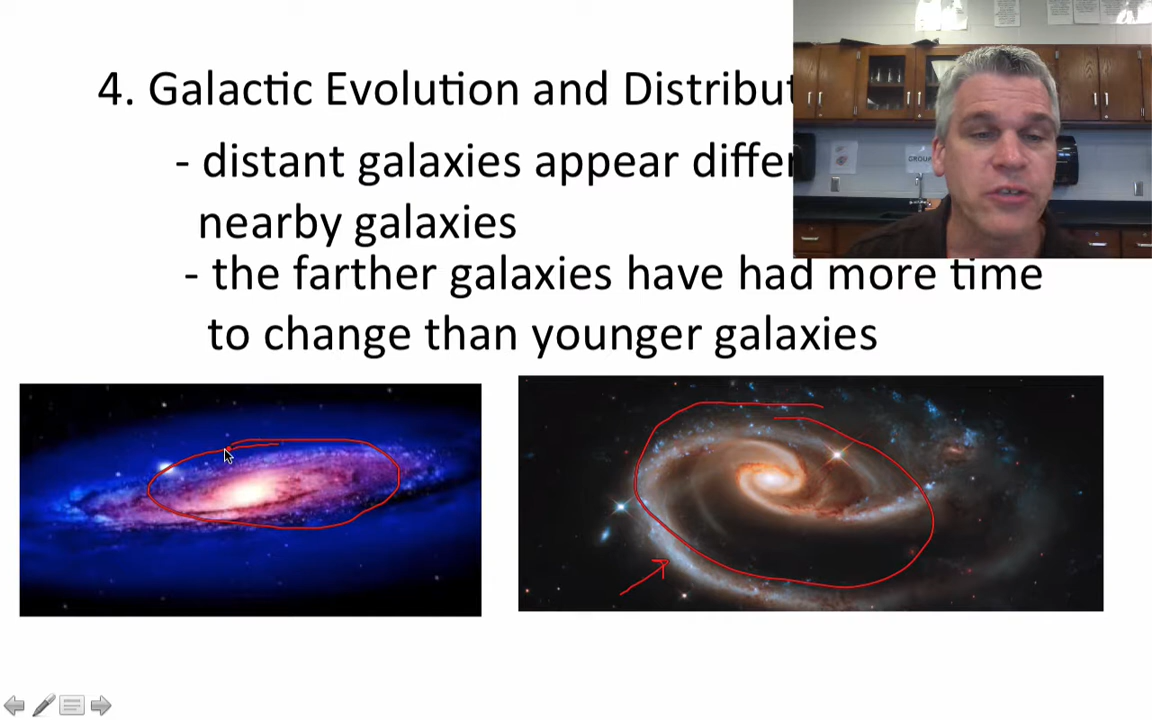 4. Galactic Evolution and Distribut
- distant galaxies appear differ
nearby galaxies
- the farther galaxies have had more time
to change than younger galaxies
GROUP